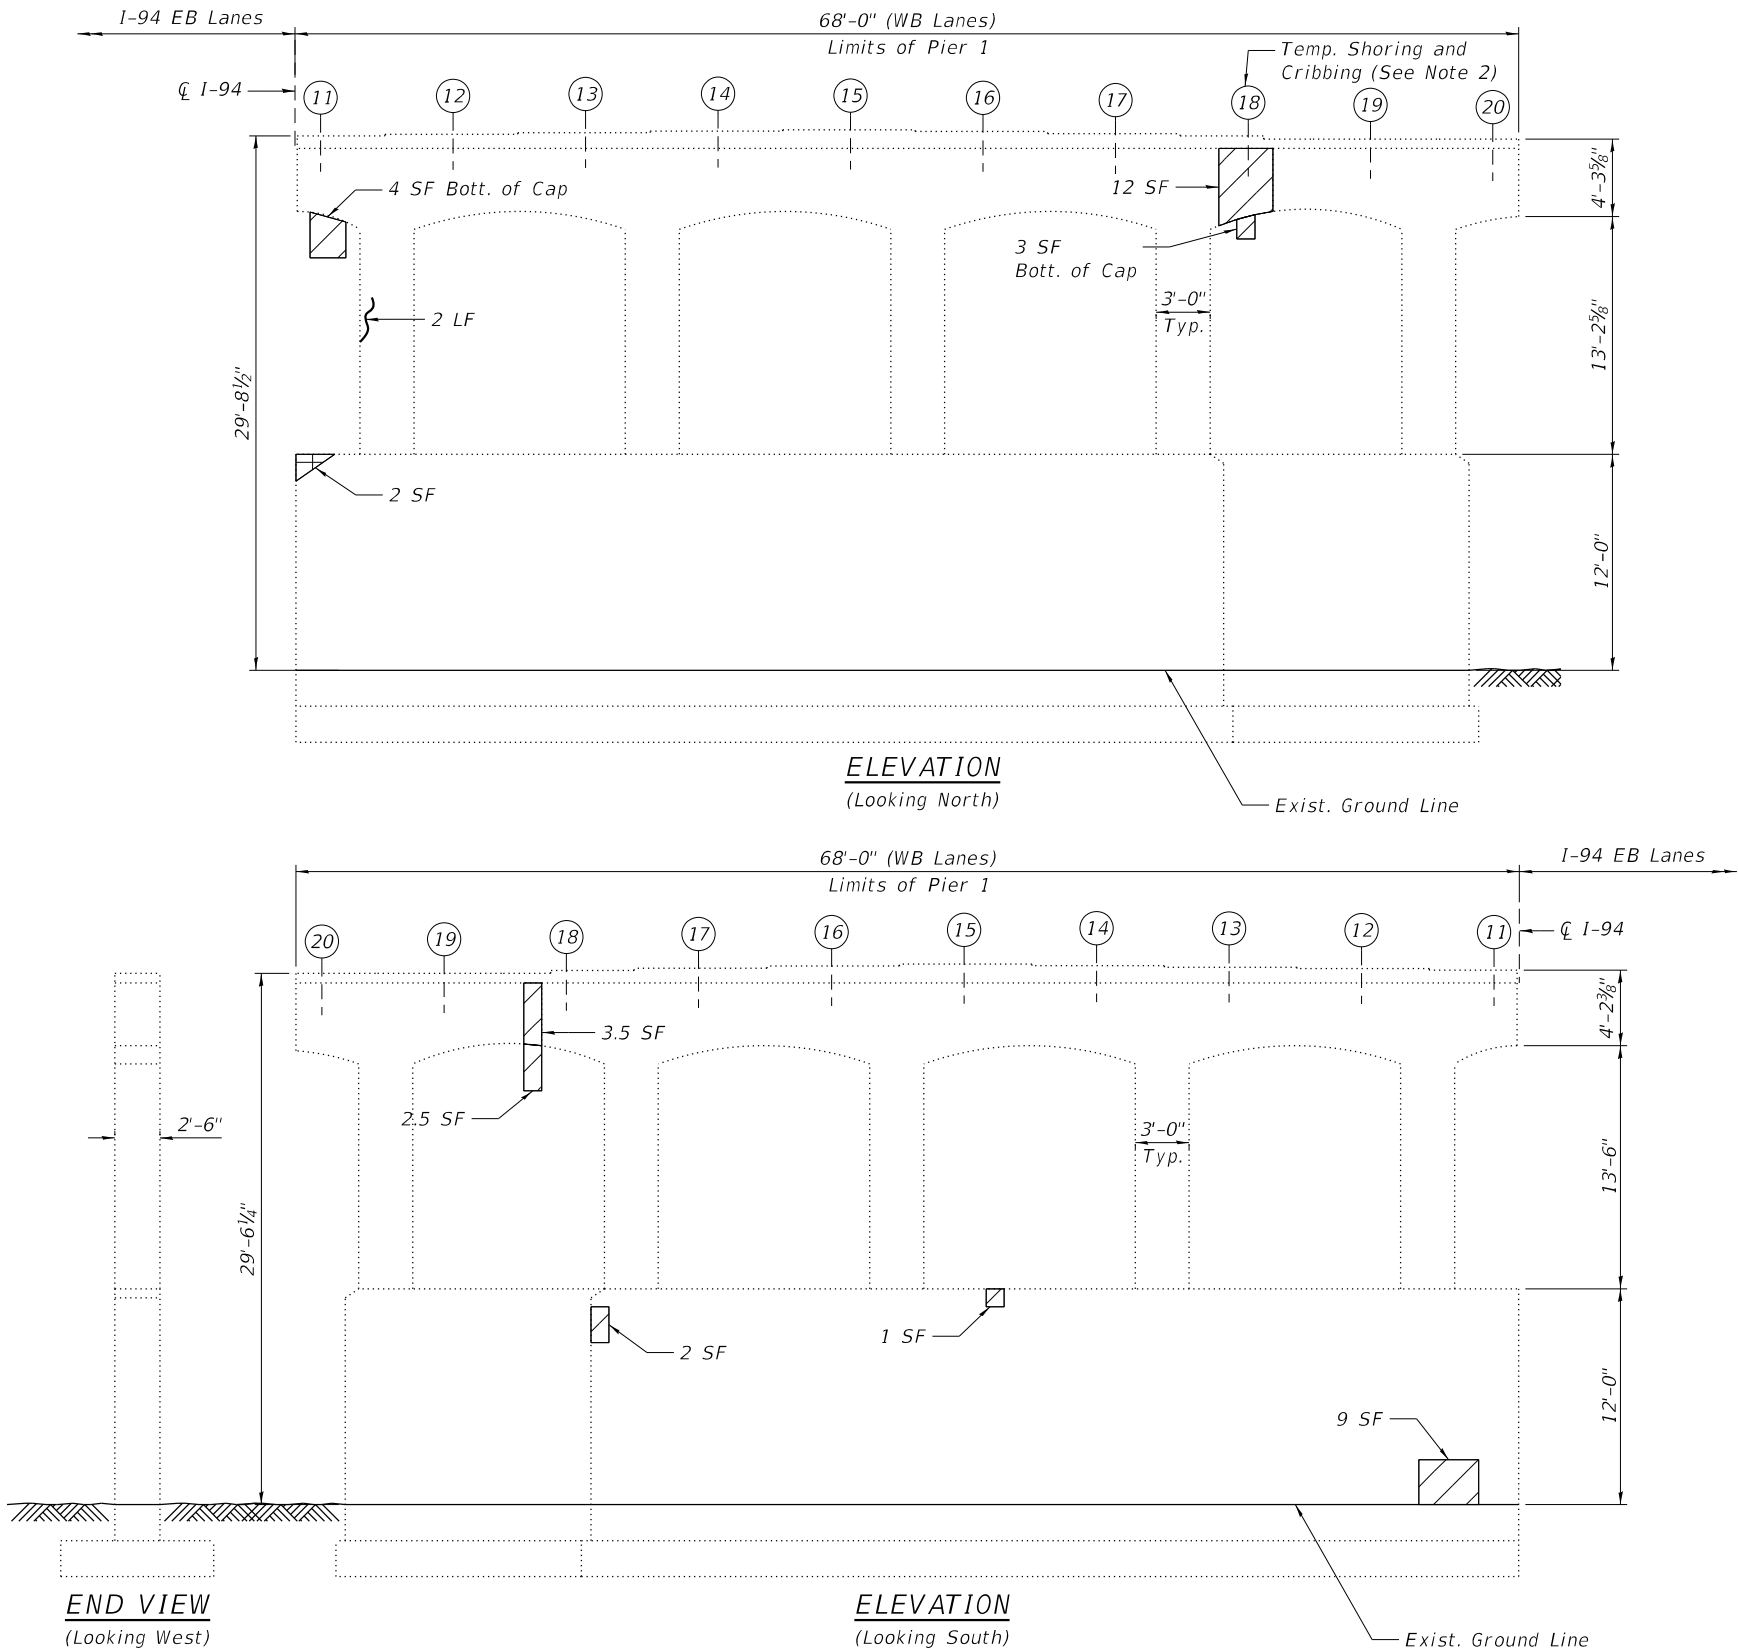 I-94 EB Lanes
68'-0" (WB Lanes)
Limits of Pier 1
Temp. Shoring and
Cribbing (See Note 2)
℄ I-94
11
12
13
14
15
16
17
18
19
20
4 SF Bott. of Cap
12 SF
3 SF
Bott. of Cap
4'-3⅝"
2 LF
3'-0"
Typ.
13'-2⅝"
29'-8½"
2 SF
12'-0"
ELEVATION
(Looking North)
Exist. Ground Line
68'-0" (WB Lanes)
Limits of Pier 1
I-94 EB Lanes
20
19
18
17
16
15
14
13
12
11
℄ I-94
3.5 SF
4'-2⅜"
2.5 SF
2'-6"
3'-0"
Typ.
13'-6"
29'-6¼"
2 SF
1 SF
12'-0"
9 SF
END VIEW
(Looking West)
ELEVATION
(Looking South)
Exist. Ground Line